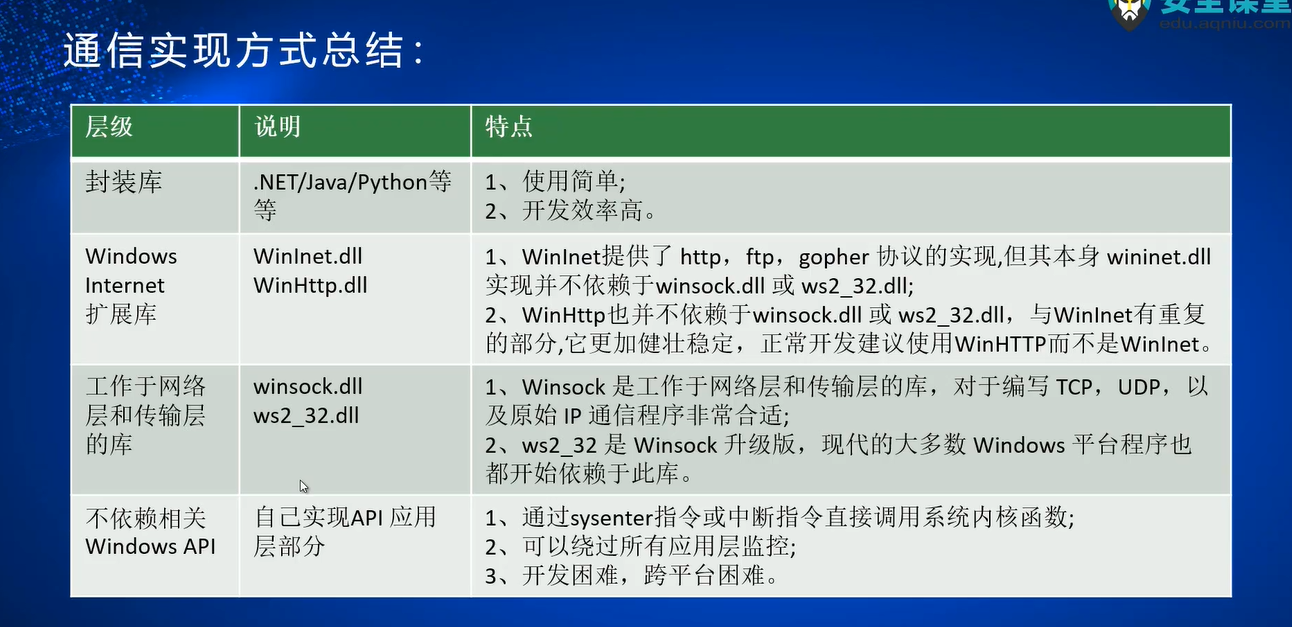 安全课堂
edu.aqniu.com
通信实现方式总结：
层级
说明
特点
封装库
.NET/Java/Python等
等
1、使用简单;
2、开发效率高。
Windows
Internet
扩展库
WinInet.dll
WinHttp.dll
1、WinInet提供了 http，ftp，gopher 协议的实现,但其本身 wininet.dll
实现并不依赖于winsock.dll 或 ws2_32.dll;
2、WinHttp也并不依赖于winsock.dll 或 ws2_32.dll，与WinInet有重复
的部分,它更加健壮稳定，正常开发建议使用WinHTTP而不是WinInet。
工作于网络
层和传输层
的库
winsock.dll
ws2_32.dll
1、Winsock 是工作于网络层和传输层的库，对于编写 TCP，UDP，以
及原始 IP 通信程序非常合适;
2、ws2_32 是 Winsock 升级版，现代的大多数 Windows 平台程序也
都开始依赖于此库。
不依赖相关
Windows API
自己实现API 应用
层部分
1、通过sysenter指令或中断指令直接调用系统内核函数;
2、可以绕过所有应用层监控;
3、开发困难，跨平台困难。